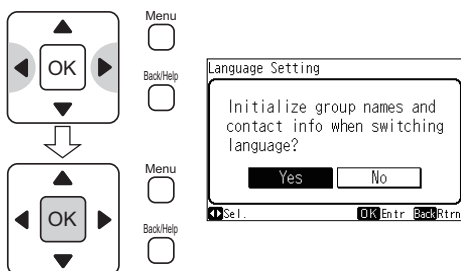 Menu
OK
Back/Help
Menu
OK
Back/Help
Language Setting
Initialize group names and
contact info when switching
language?
Yes No
Sel. OK Entr Back Rtrn